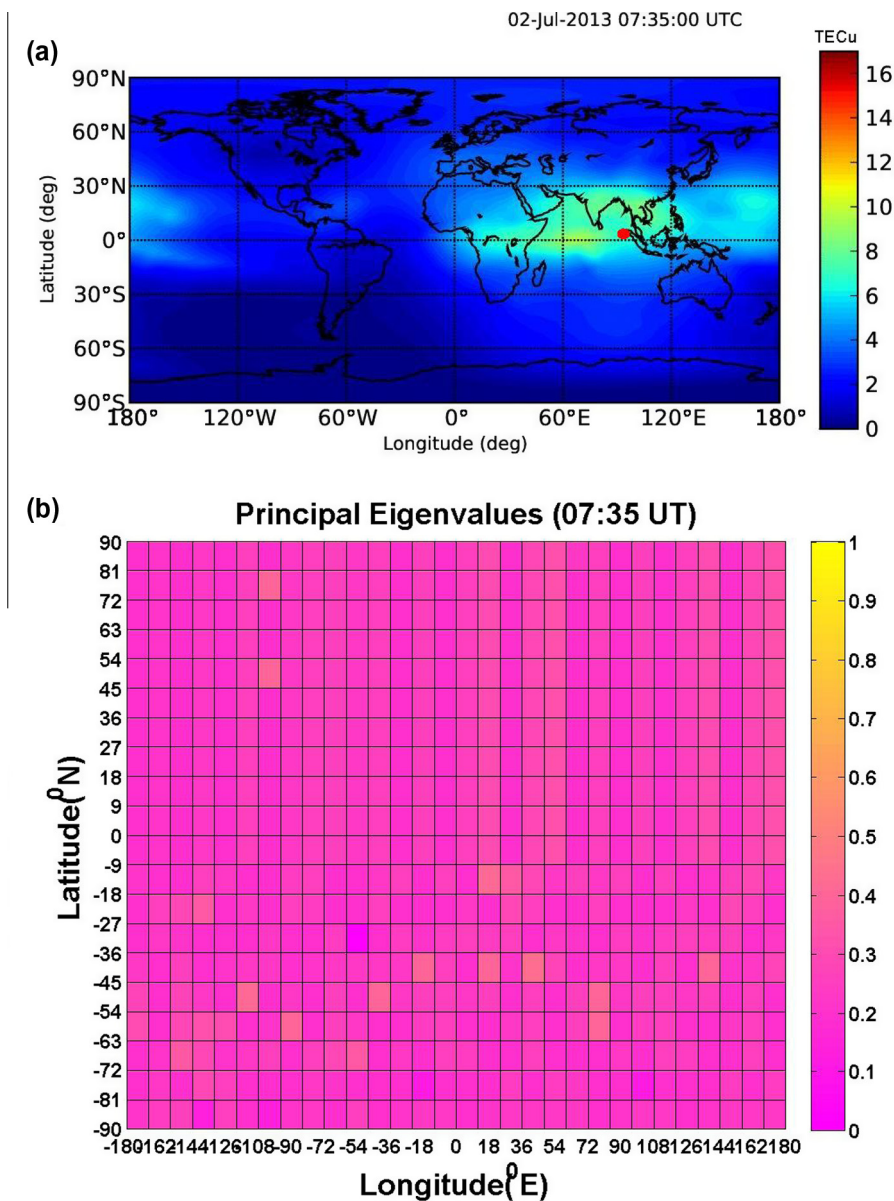 02-Jul-2013 07:35:00 UTC
(a)
TECu
90°N
60°N
30°N
0°
30°S
60°S
90°S
Latitude (deg)
180° 120°W 60°W 0° 60°E 120°E 180°
Longitude (deg)
16
14
12
10
8
6
4
2
0
(b)
Principal Eigenvalues (07:35 UT)
90
81
72
63
54
45
36
27
18
9
0
-9
-18
-27
-36
-45
-54
-63
-72
-81
-90
Latitude(⁰N)
-180-162-144-126-108-90 -72 -54 -36 -18 0 18 36 54 72 90 108126144162180
Longitude(⁰E)
1
0.9
0.8
0.7
0.6
0.5
0.4
0.3
0.2
0.1
0